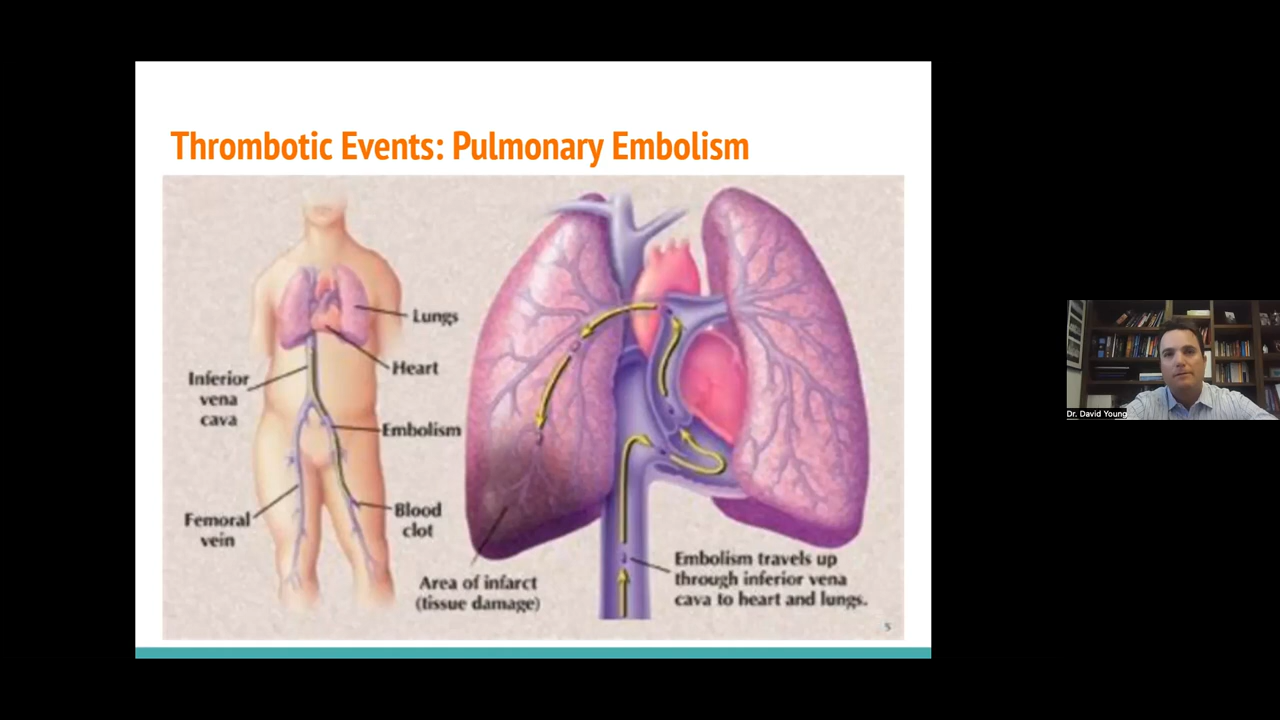 Thrombotic Events: Pulmonary Embolism
Lungs
Heart
Inferior
vena
cava
Embolism
Femoral
vein
Blood
clot
Area of infarct
(tissue damage)
Embolism travels up
through inferior vena
cava to heart and lungs.
5
Dr. David Young